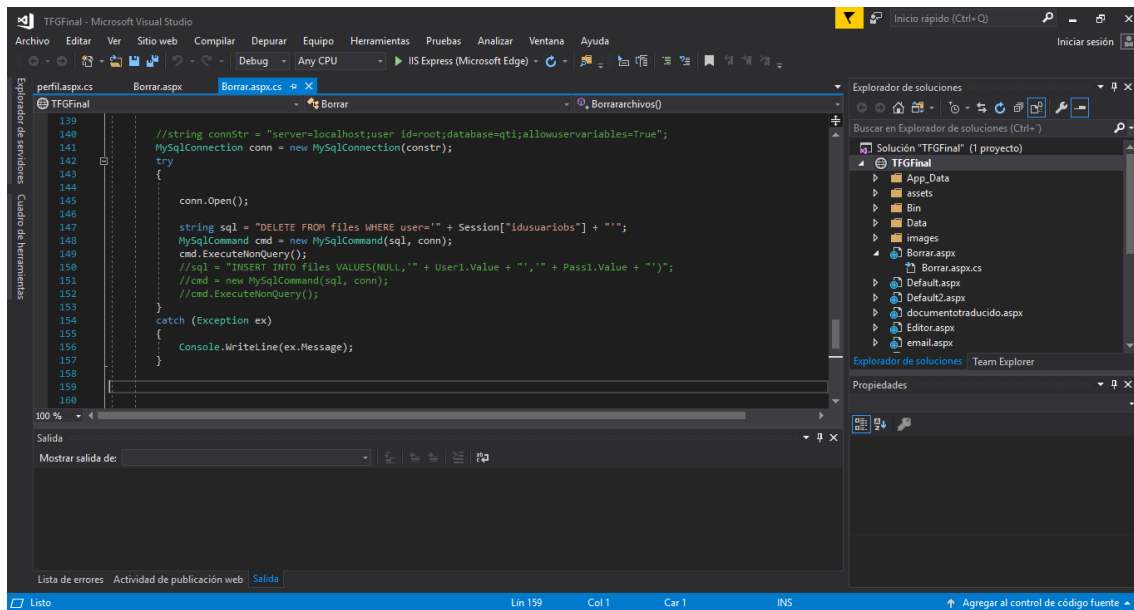 TFGFinal - Microsoft Visual Studio
Inicio rápido (Ctrl+Q)
Archivo Editar Ver Sitio web Compilar Depurar Equipo Herramientas Pruebas Analizar Ventana Ayuda
Iniciar sesión
Debug Any CPU IIS Express (Microsoft Edge)
Explorador de servidores
Cuadro de herramientas
perfil.aspx.cs Borrar.aspx Borrar.aspx.cs
TFGFinal Borrar Borrararchivos()
139
140 //string connStr = "server=localhost;user id=root;database=qti;allowuservariables=True";
141 MySqlConnection conn = new MySqlConnection(constr);
142 try
143 {
144
145 conn.Open();
146
147 string sql = "DELETE FROM files WHERE user='" + Session["idusuariobs"] + "'";
148 MySqlCommand cmd = new MySqlCommand(sql, conn);
149 cmd.ExecuteNonQuery();
150 //sql = "INSERT INTO files VALUES(NULL,'" + User1.Value + "','" + Pass1.Value + "')";
151 //cmd = new MySqlCommand(sql, conn);
152 //cmd.ExecuteNonQuery();
153 }
154 catch (Exception ex)
155 {
156 Console.WriteLine(ex.Message);
157 }
158
159
160
100 %
Salida
Mostrar salida de:
Lista de errores Actividad de publicación web Salida
Explorador de soluciones
Buscar en Explorador de soluciones (Ctrl+¨)
Solución "TFGFinal" (1 proyecto)
TFGFinal
App_Data
assets
Bin
Data
images
Borrar.aspx
Borrar.aspx.cs
Default.aspx
Default2.aspx
documentotraducido.aspx
Editor.aspx
email.aspx
Explorador de soluciones Team Explorer
Propiedades
Listo Lín 159 Col 1 Car 1 INS Agregar al control de código fuente